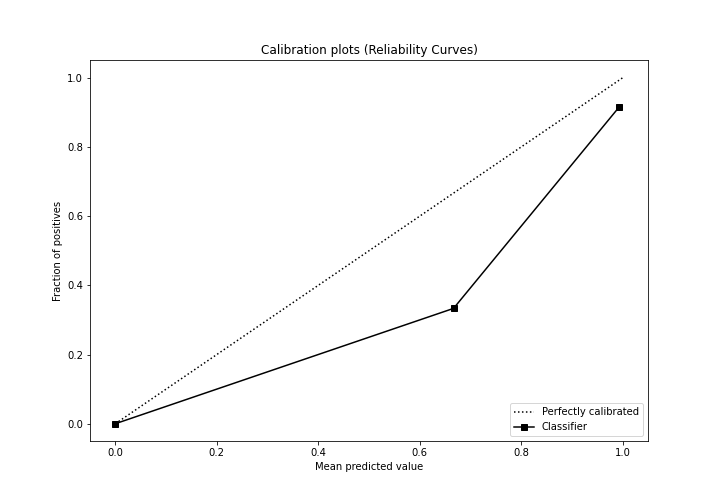 Calibration plots (Reliability Curves)
1.0
0.8
0.6
0.4
0.2
0.0
Fraction of positives
0.0 0.2 0.4 0.6 0.8 1.0
Mean predicted value
Perfectly calibrated
Classifier